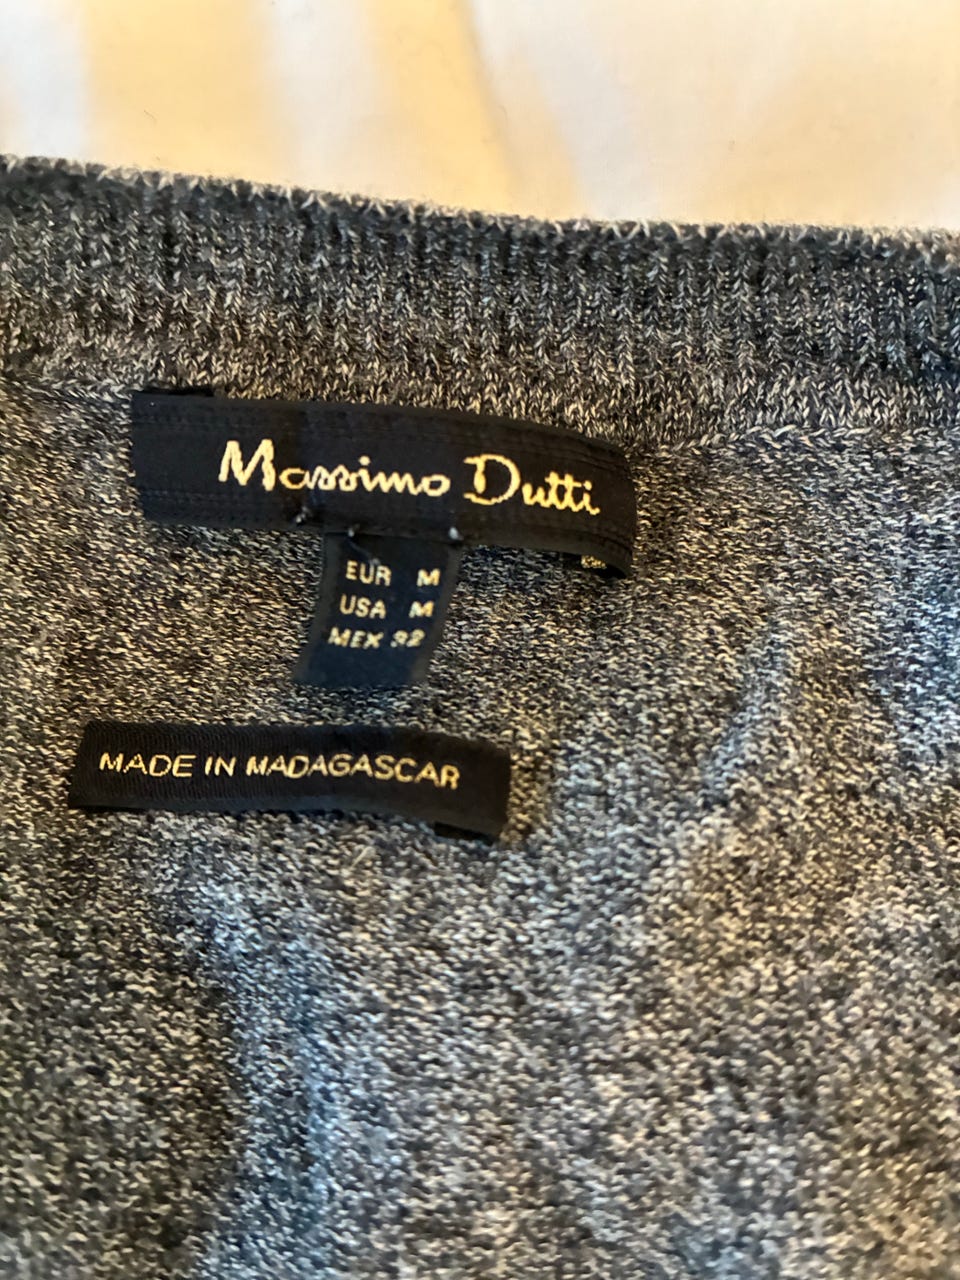 Massimo Dutti
EUR M
USA M
MEX 32
MADE IN MADAGASCAR